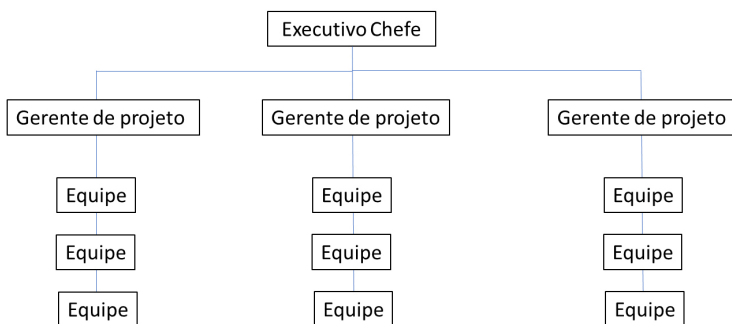 Executivo Chefe
Gerente de projeto
Gerente de projeto
Gerente de projeto
Equipe
Equipe
Equipe
Equipe
Equipe
Equipe
Equipe
Equipe
Equipe